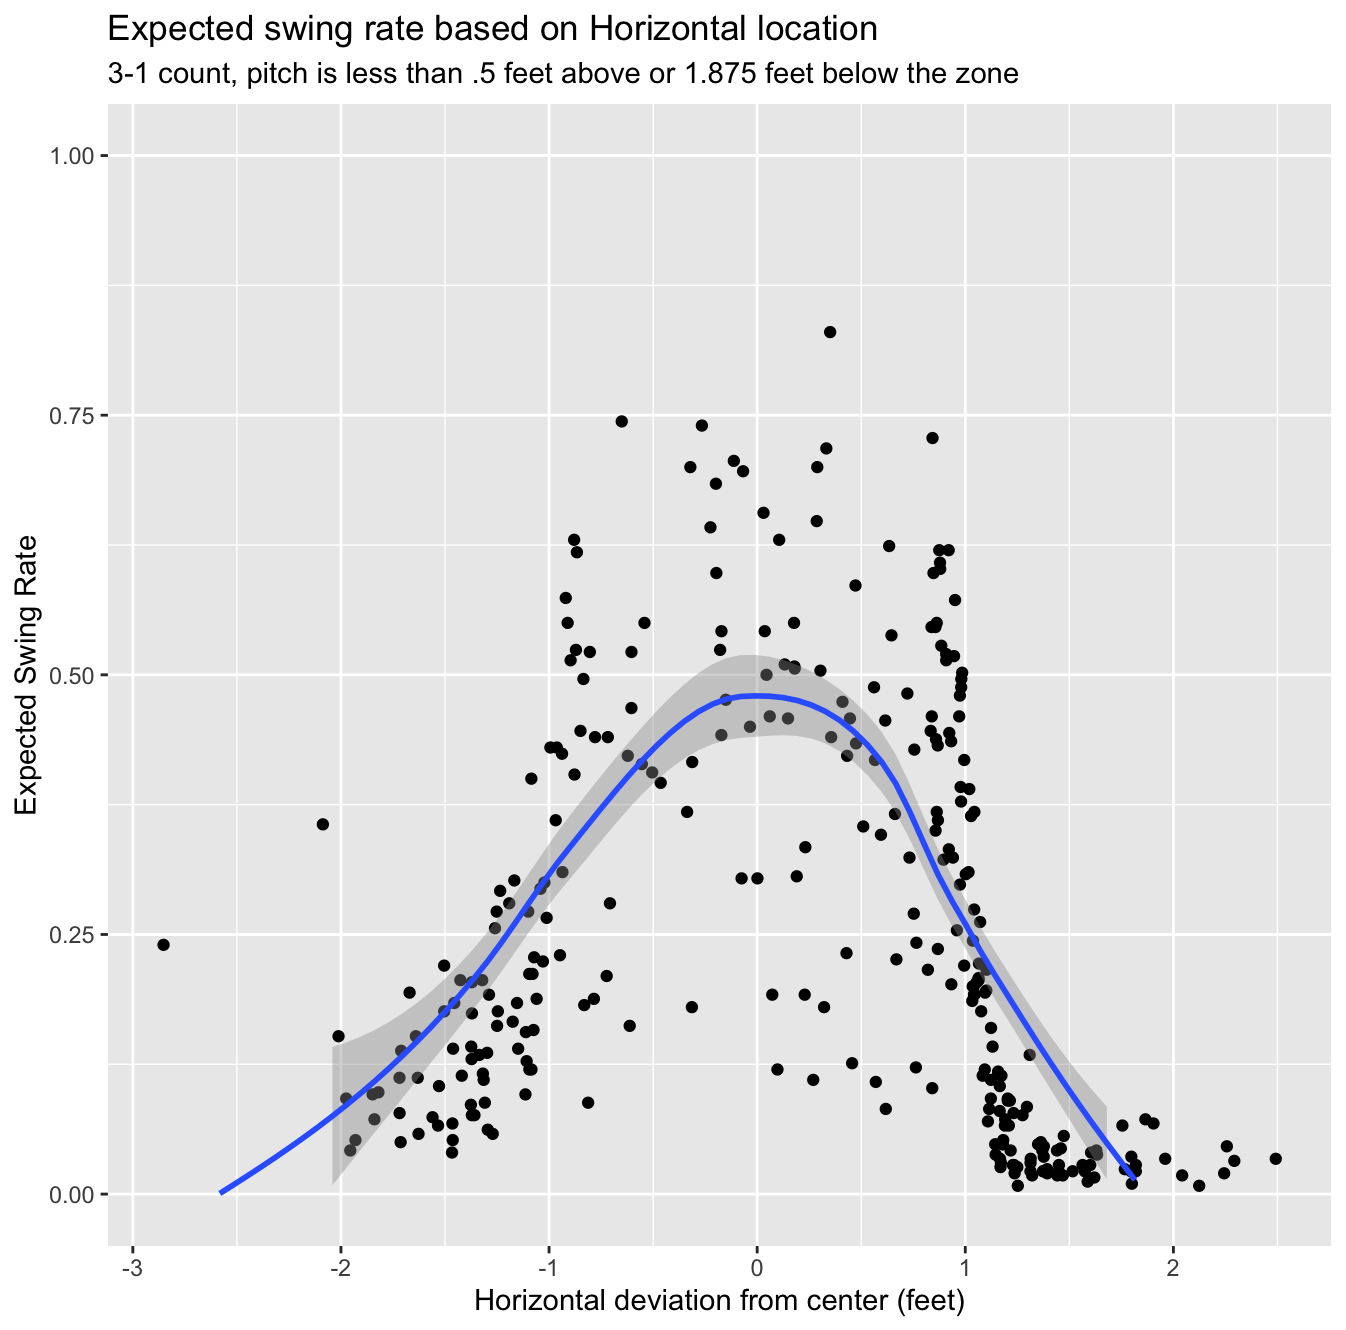 Expected swing rate based on Horizontal location
3-1 count, pitch is less than .5 feet above or 1.875 feet below the zone
Expected Swing Rate
1.00
0.75
0.50
0.25
0.00
-3 -2 -1 0 1 2
Horizontal deviation from center (feet)